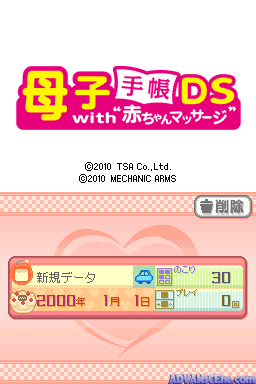 母子手帳DS
with"赤ちゃんマッサージ"
©2010 TSA Co.,Ltd.
©2010 MECHANIC ARMS
削除
新規データ
のこり 30
2000年 1月 1日
プレイ 0回
ADVANsCEne.com